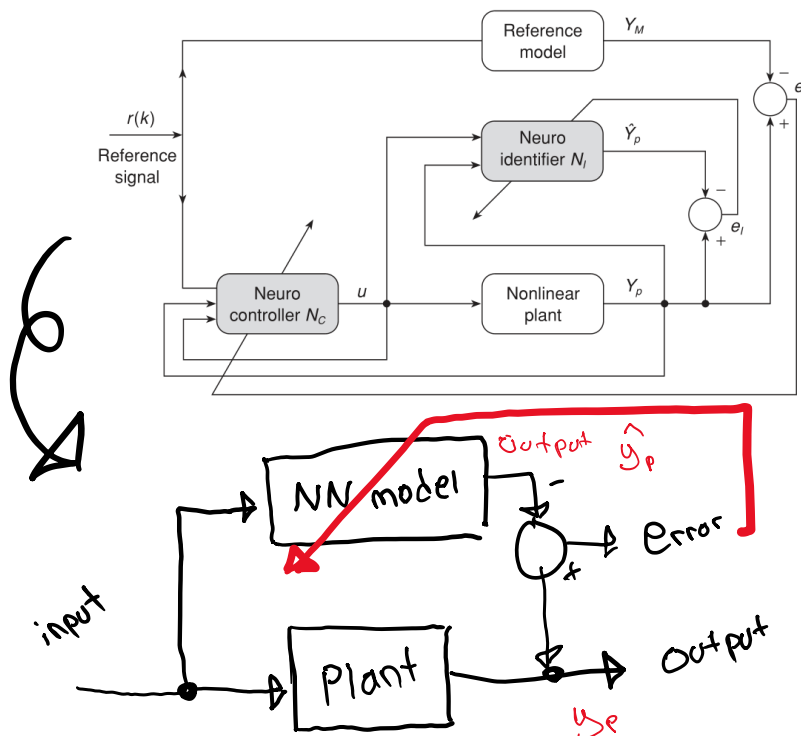 Reference
model
Y_M
−
e
+
r(k)
Reference
signal
Neuro
identifier N_I
Ŷ_p
−
e_I
+
Neuro
controller N_C
u
Nonlinear
plant
Y_p
output ŷ_p
NN model
-
error
+
input
Plant
output
y_p